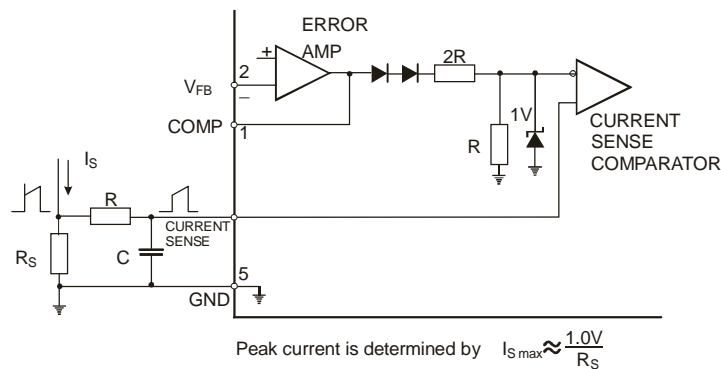 ERROR
AMP
+
2
V_FB
−
COMP
1
2R
1V
R
CURRENT
SENSE
COMPARATOR
I_S
R
CURRENT
SENSE
R_S
C
5
GND
Peak current is determined by I_S max ≈ 1.0V / R_S